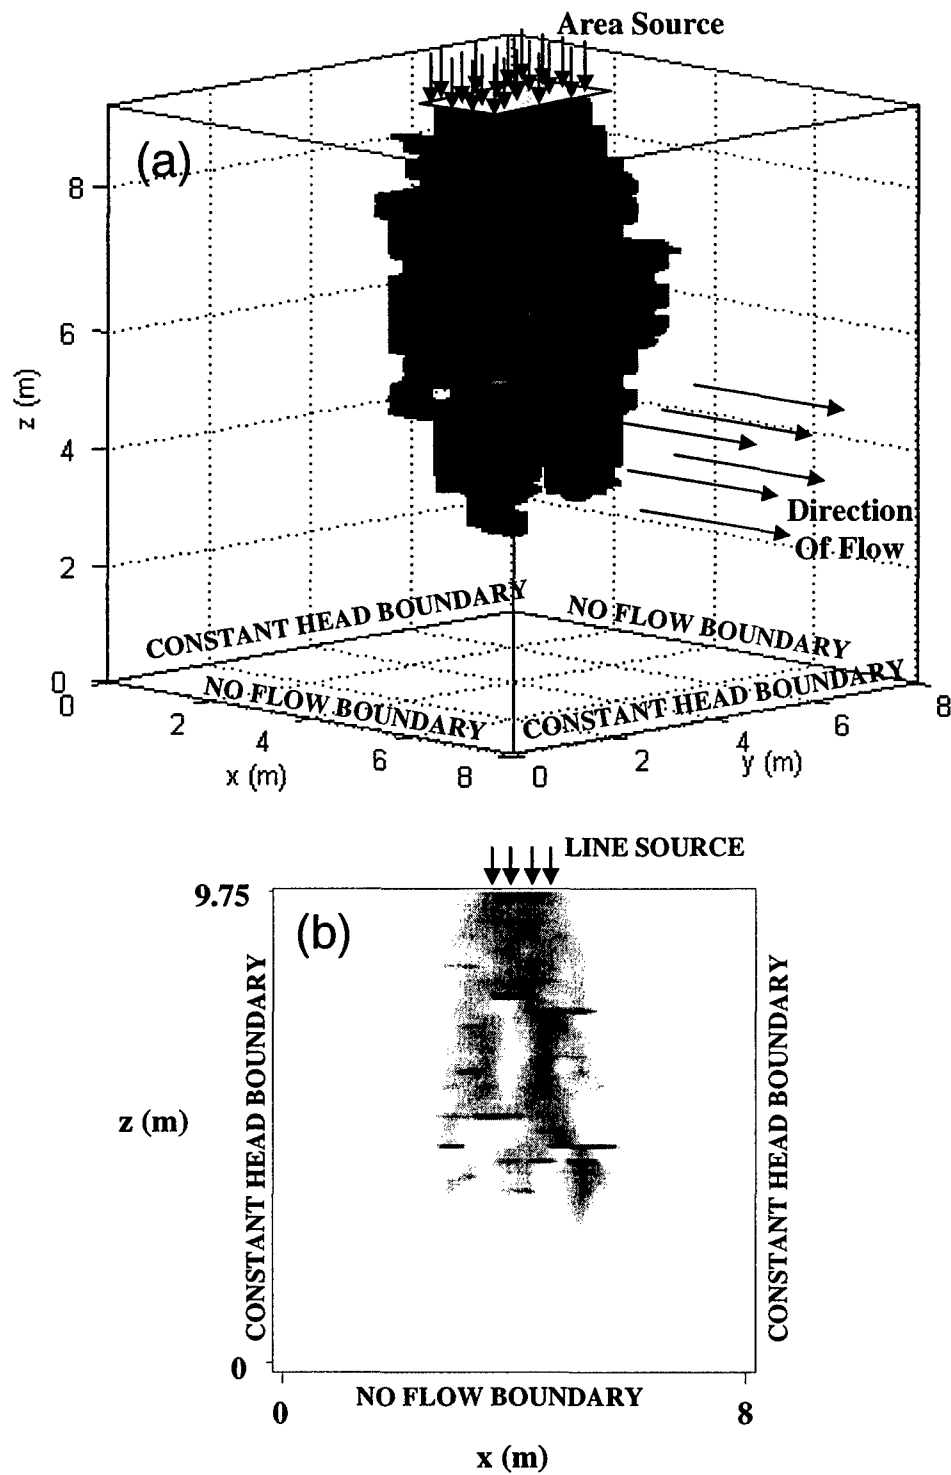 Area Source
(a)
8
6
z (m)
4
2
0
Direction
Of Flow
CONSTANT HEAD BOUNDARY
NO FLOW BOUNDARY
NO FLOW BOUNDARY
CONSTANT HEAD BOUNDARY
0
2
4
6
8
x (m)
0
2
4
6
8
y (m)
LINE SOURCE
9.75
(b)
CONSTANT HEAD BOUNDARY
CONSTANT HEAD BOUNDARY
z (m)
0
NO FLOW BOUNDARY
0
8
x (m)